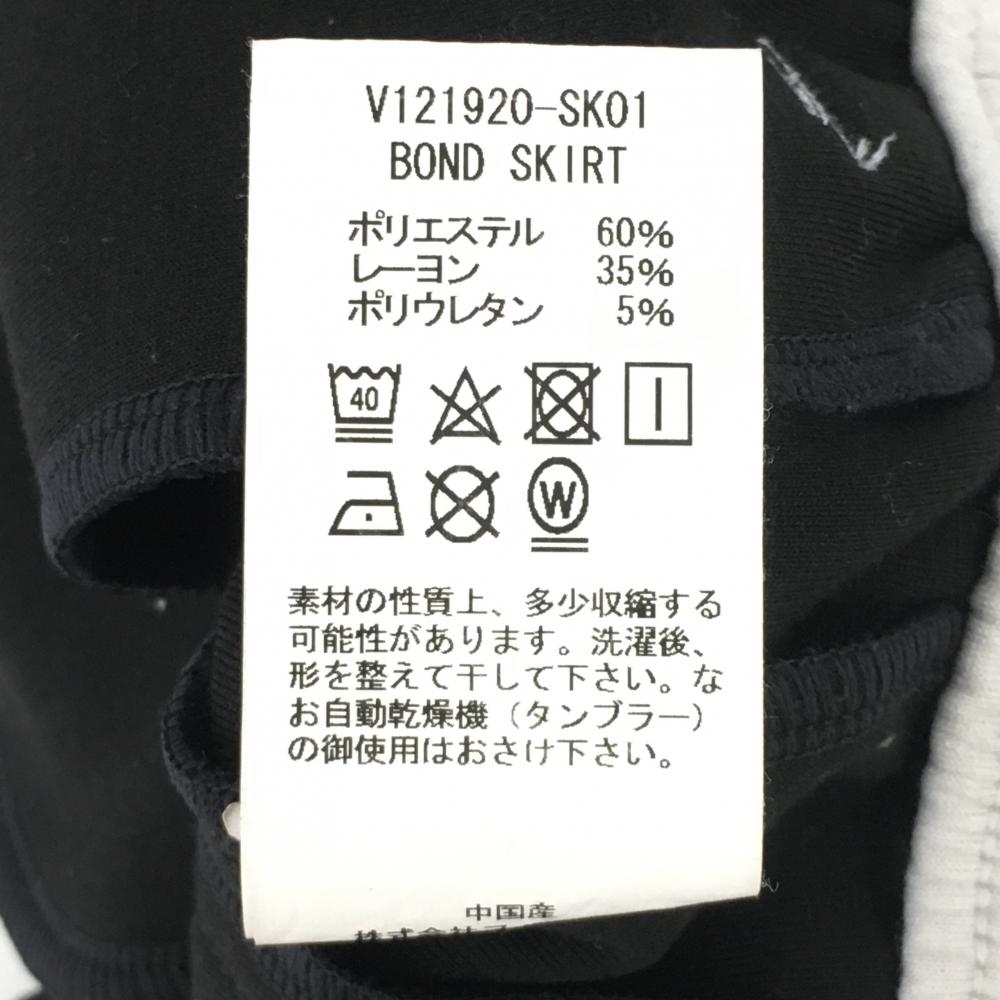 V121920-SK01
BOND SKIRT
ポリエステル 60%
レーヨン 35%
ポリウレタン 5%
40
W
素材の性質上、多少収縮する
可能性があります。洗濯後、
形を整えて干して下さい。な
お自動乾燥機（タンブラー）
の御使用はおさけ下さい。
中国産
株式会社